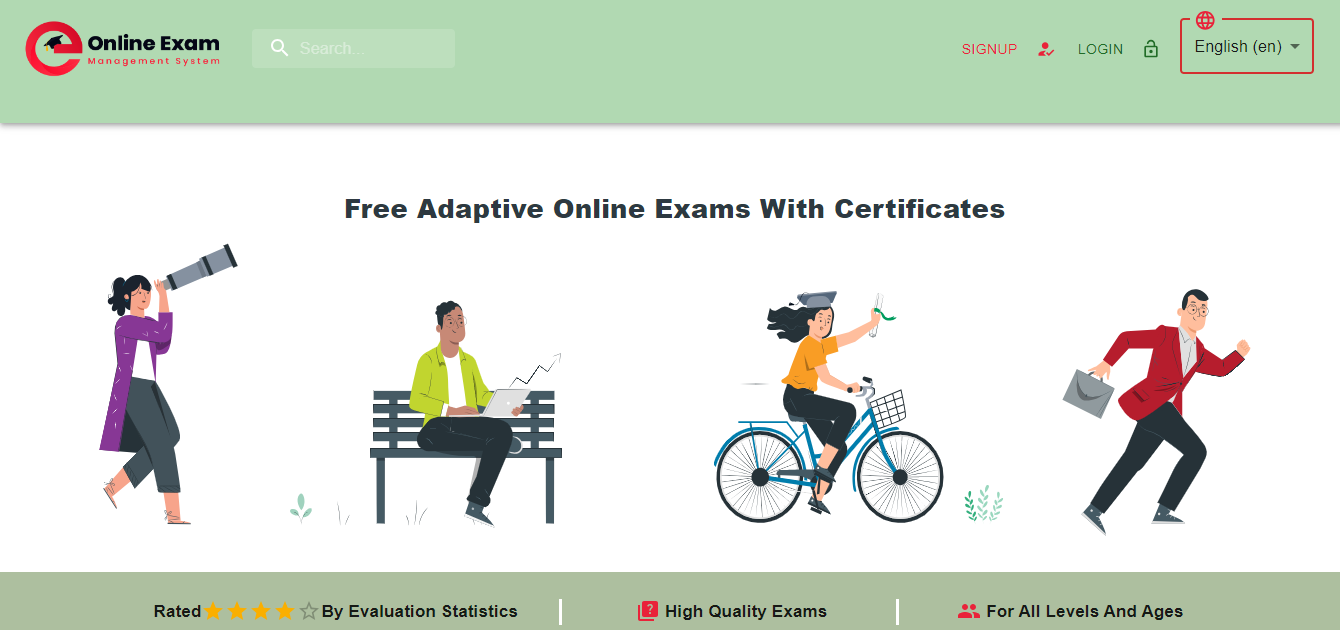 Online Exam
Management System
Search...
SIGNUP
LOGIN
English (en)
Free Adaptive Online Exams With Certificates
Rated By Evaluation Statistics
High Quality Exams
For All Levels And Ages